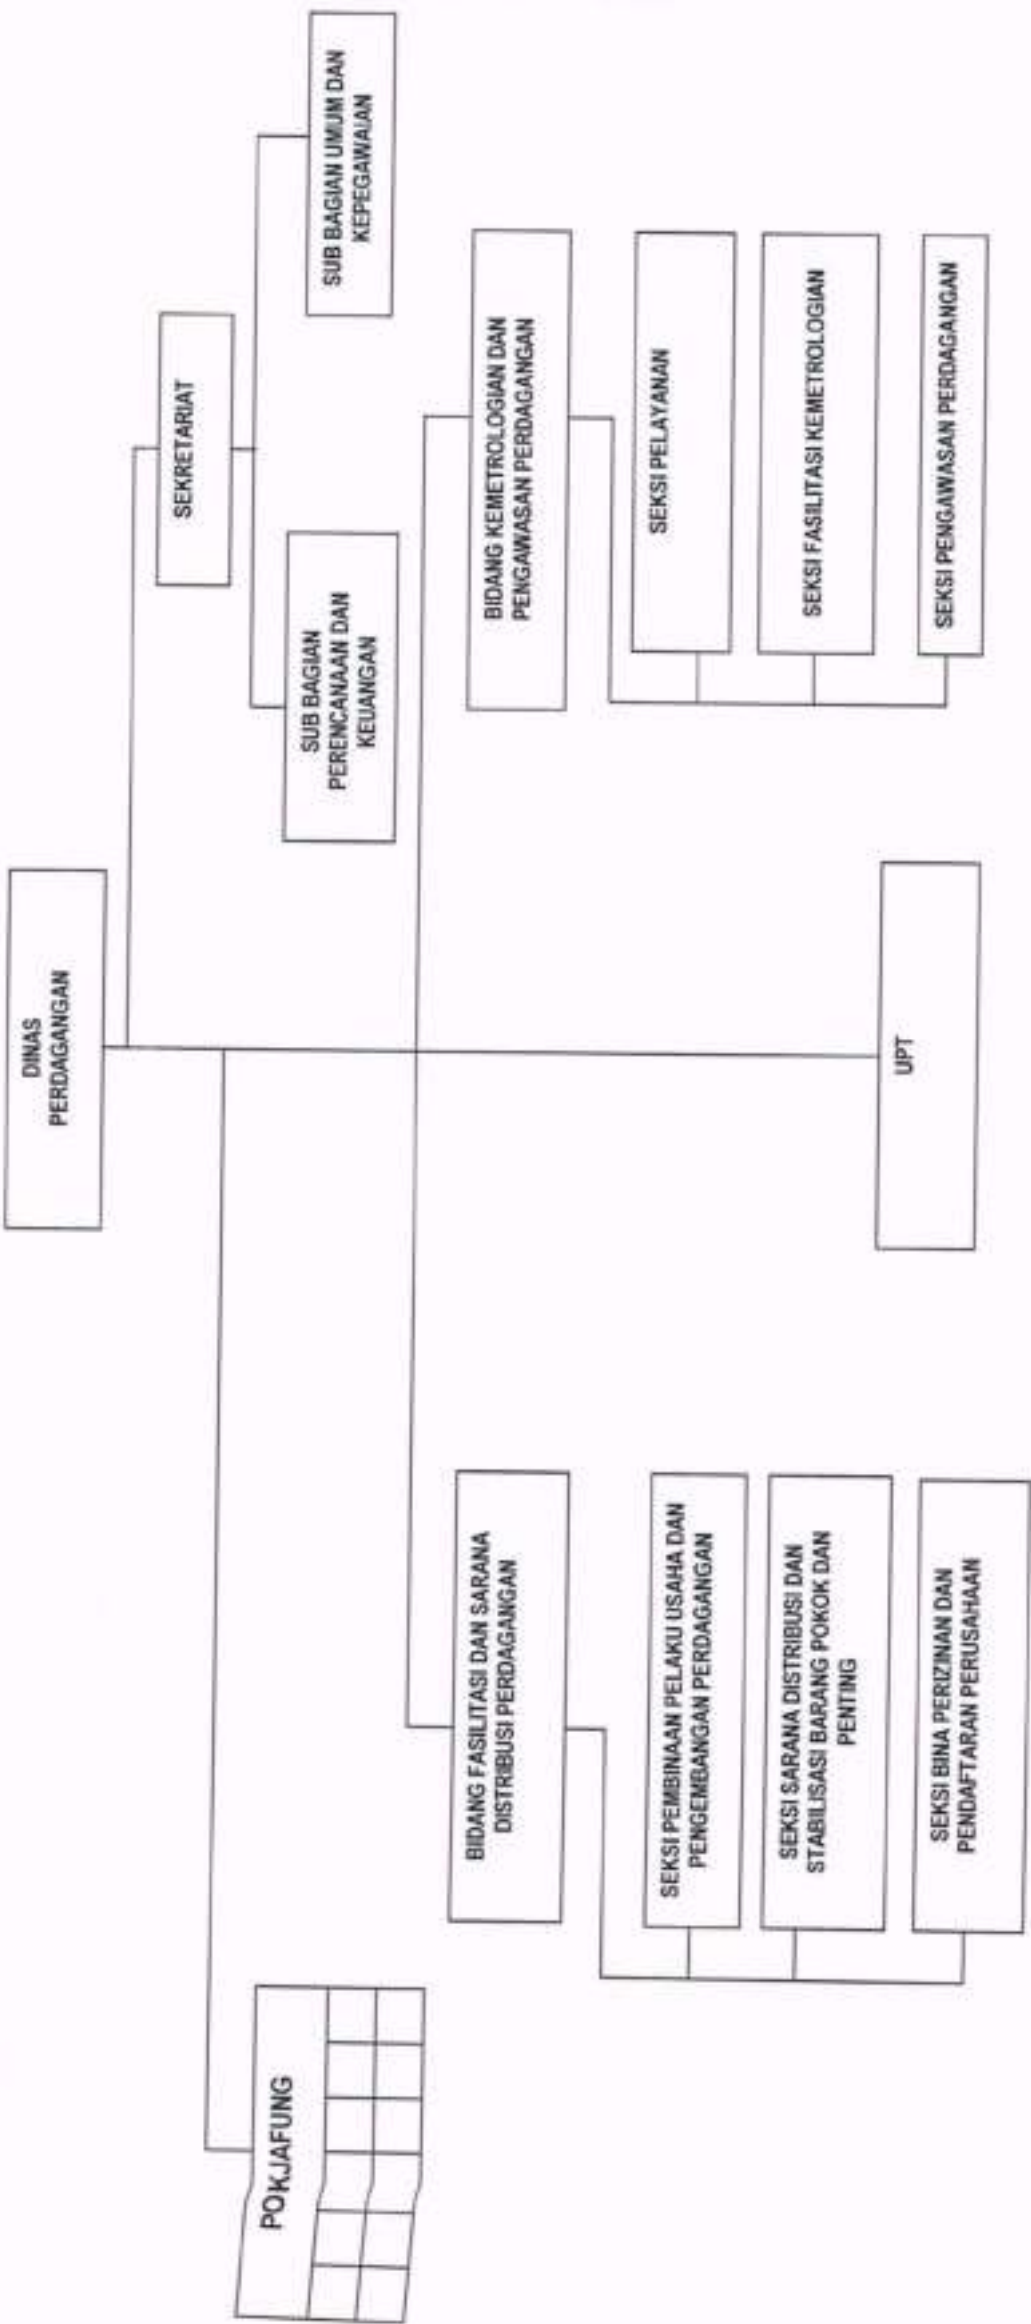 DINAS
PERDAGANGAN
SEKRETARIAT
SUB BAGIAN
PERENCANAAN DAN
KEUANGAN
SUB BAGIAN UMUM DAN
KEPEGAWAIAN
POKJAFUNG
BIDANG FASILITASI DAN SARANA
DISTRIBUSI PERDAGANGAN
SEKSI PEMBINAAN PELAKU USAHA DAN
PENGEMBANGAN PERDAGANGAN
SEKSI SARANA DISTRIBUSI DAN
STABILISASI BARANG POKOK DAN
PENTING
SEKSI BINA PERIZINAN DAN
PENDAFTARAN PERUSAHAAN
BIDANG KEMETROLOGIAN DAN
PENGAWASAN PERDAGANGAN
SEKSI PELAYANAN
SEKSI FASILITASI KEMETROLOGIAN
SEKSI PENGAWASAN PERDAGANGAN
UPT